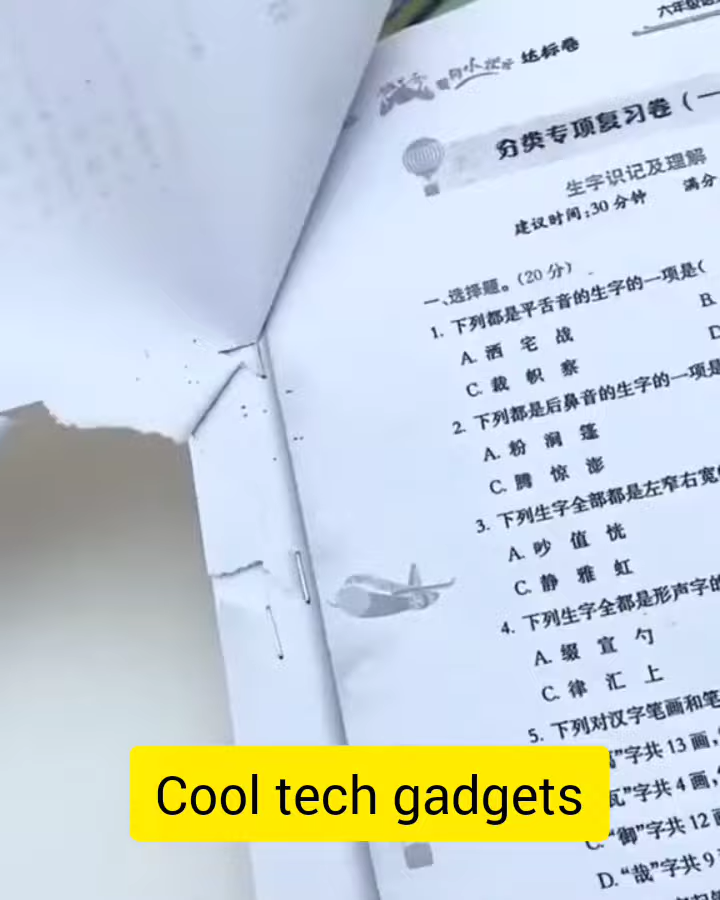 六年级
达标卷
分类专项复习卷（一
生字识记及理解
建议时间:30分钟 满分
一、选择题。(20分)
1. 下列都是平舌音的生字的一项是(
A. 洒 宅 战
B.
C. 载 帜 察
D
2. 下列都是后鼻音的生字的一项是
A. 粉 涧 篷
C. 腾 惊 澎
3. 下列生字全部都是左窄右宽
A. 吵 值 恍
C. 静 雅 虹
4. 下列生字全都是形声字的
A. 缀 宣 勺
C. 律 汇 上
5. 下列对汉字笔画和笔
”字共13画,
瓦”字共4画,
C. “御”字共12画
D. “哉”字共9
Cool tech gadgets